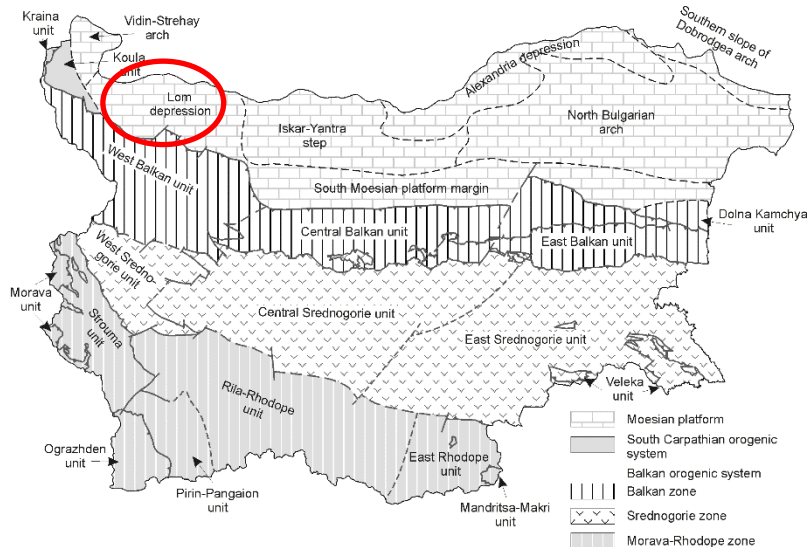 Kraina
unit
Vidin-Strehay
arch
Koula
unit
Lom
depression
Southern slope of
Dobrodgea arch
Alexandria depression
North Bulgarian
arch
Iskar-Yantra
step
West Balkan unit
South Moesian platform margin
Central Balkan unit
East Balkan unit
Dolna Kamchya
unit
West Sredno-
gorie unit
Morava
unit
Strouma
unit
Central Srednogorie unit
East Srednogorie unit
Veleka
unit
Rila-Rhodope
unit
Ograzhden
unit
Pirin-Pangaion
unit
East Rhodope
unit
Mandritsa-Makri
unit
Moesian platform
South Carpathian orogenic
system
Balkan orogenic system
Balkan zone
Srednogorie zone
Morava-Rhodope zone